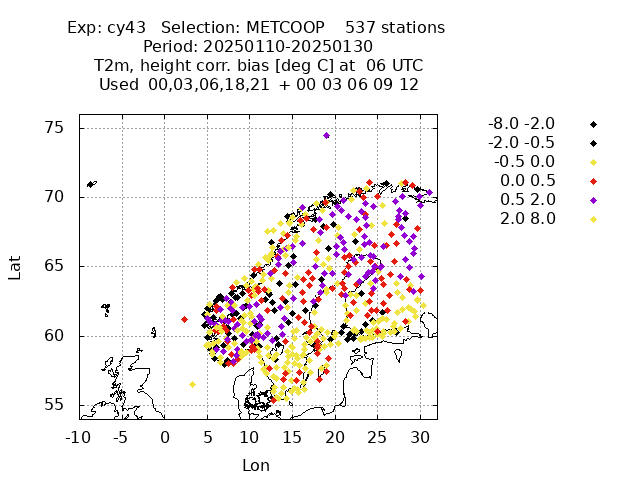 Exp: cy43   Selection: METCOOP    537 stations
Period: 20250110-20250130
T2m, height corr. bias [deg C] at  06 UTC
Used  00,03,06,18,21  + 00 03 06 09 12
-8.0 -2.0
-2.0 -0.5
-0.5 0.0
0.0 0.5
0.5 2.0
2.0 8.0
75
70
65
60
55
Lat
-10 -5 0 5 10 15 20 25 30
Lon